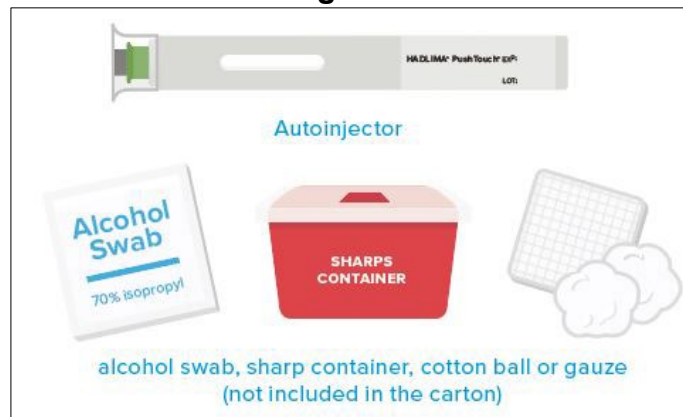 HADLIMA® PushTouch® EXP:
LOT:
Autoinjector
Alcohol
Swab
70% isopropyl
SHARPS
CONTAINER
alcohol swab, sharp container, cotton ball or gauze
(not included in the carton)